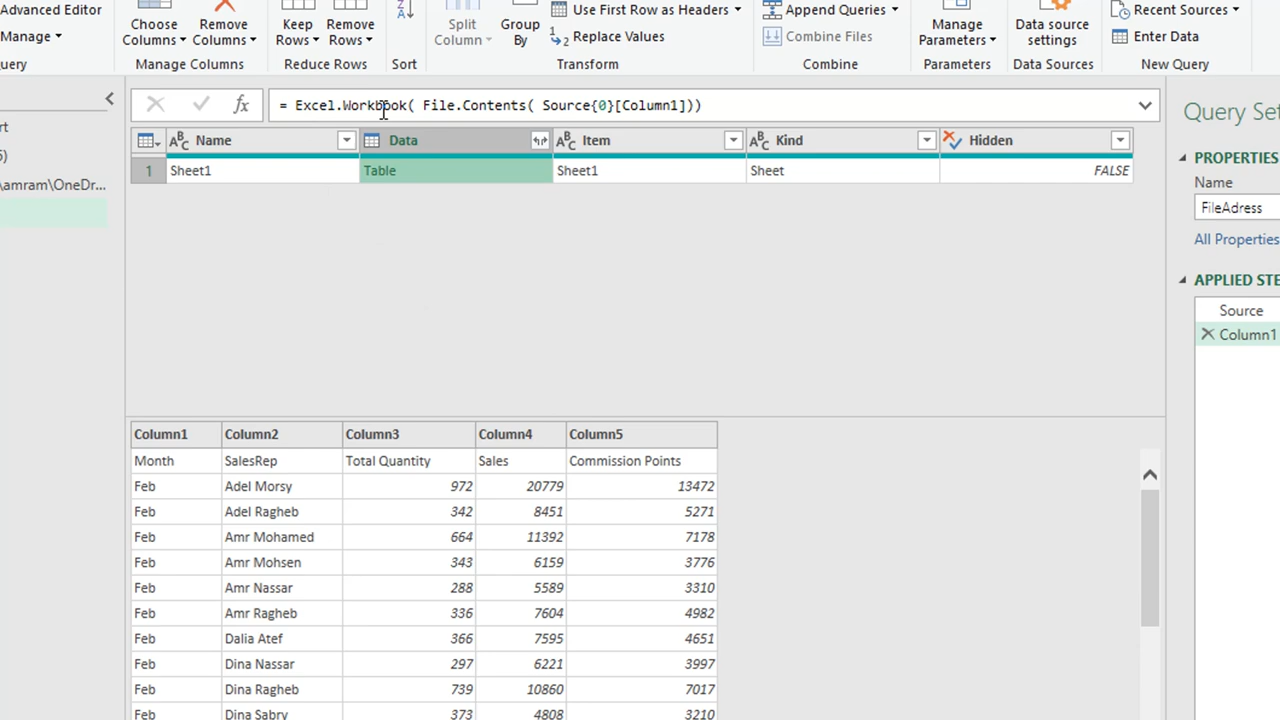 Advanced Editor
Manage
uery
Choose Columns
Remove Columns
Manage Columns
Keep Rows
Remove Rows
Reduce Rows
Sort
Split Column
Group By
Use First Row as Headers
Replace Values
Transform
Append Queries
Combine Files
Combine
Manage Parameters
Parameters
Data source settings
Data Sources
Recent Sources
Enter Data
New Query
rt
)
\amram\OneDr...
= Excel.Workbook( File.Contents( Source{0}[Column1]))
Name Data Item Kind Hidden
1 Sheet1 Table Sheet1 Sheet FALSE
Query Set
PROPERTIES
Name
FileAdress
All Properties
APPLIED STE
Source
Column1
Column1 Column2 Column3 Column4 Column5
Month SalesRep Total Quantity Sales Commission Points
Feb Adel Morsy 972 20779 13472
Feb Adel Ragheb 342 8451 5271
Feb Amr Mohamed 664 11392 7178
Feb Amr Mohsen 343 6159 3776
Feb Amr Nassar 288 5589 3310
Feb Amr Ragheb 336 7604 4982
Feb Dalia Atef 366 7595 4651
Feb Dina Nassar 297 6221 3997
Feb Dina Ragheb 739 10860 7017
Feb Dina Sabry 373 4808 3210